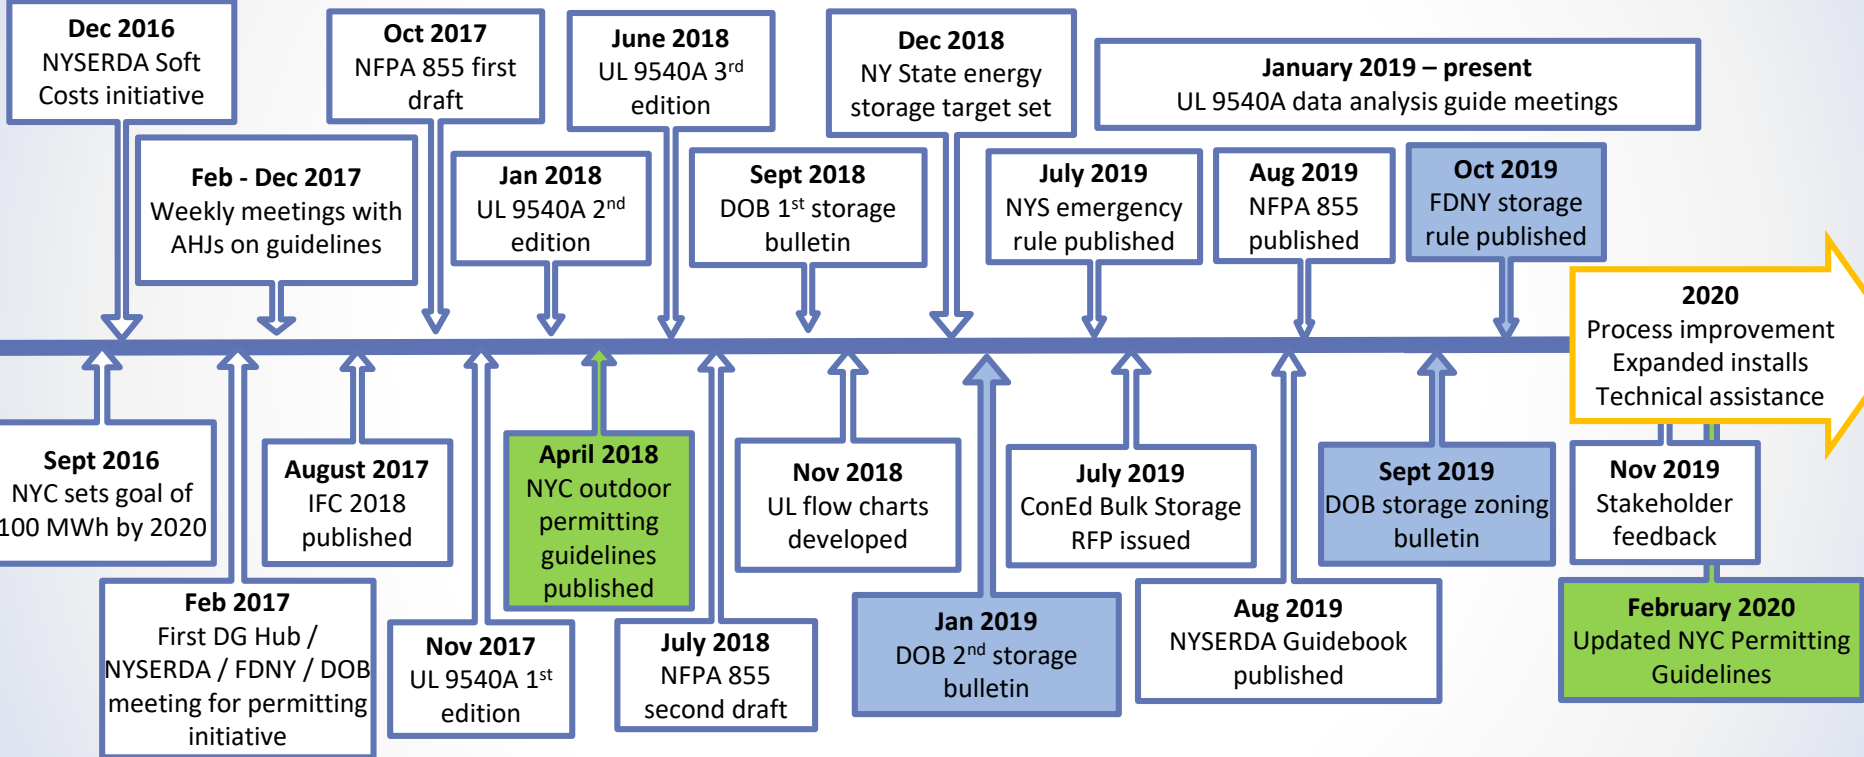 Dec 2016
NYSERDA Soft
Costs initiative
Oct 2017
NFPA 855 first
draft
June 2018
UL 9540A 3rd
edition
Dec 2018
NY State energy
storage target set
January 2019 – present
UL 9540A data analysis guide meetings
Feb - Dec 2017
Weekly meetings with
AHJs on guidelines
Jan 2018
UL 9540A 2nd
edition
Sept 2018
DOB 1st storage
bulletin
July 2019
NYS emergency
rule published
Aug 2019
NFPA 855
published
Oct 2019
FDNY storage
rule published
2020
Process improvement
Expanded installs
Technical assistance
Sept 2016
NYC sets goal of
100 MWh by 2020
August 2017
IFC 2018
published
April 2018
NYC outdoor
permitting
guidelines
published
Nov 2018
UL flow charts
developed
July 2019
ConEd Bulk Storage
RFP issued
Sept 2019
DOB storage zoning
bulletin
Nov 2019
Stakeholder
feedback
Feb 2017
First DG Hub /
NYSERDA / FDNY / DOB
meeting for permitting
initiative
Nov 2017
UL 9540A 1st
edition
July 2018
NFPA 855
second draft
Jan 2019
DOB 2nd storage
bulletin
Aug 2019
NYSERDA Guidebook
published
February 2020
Updated NYC Permitting
Guidelines